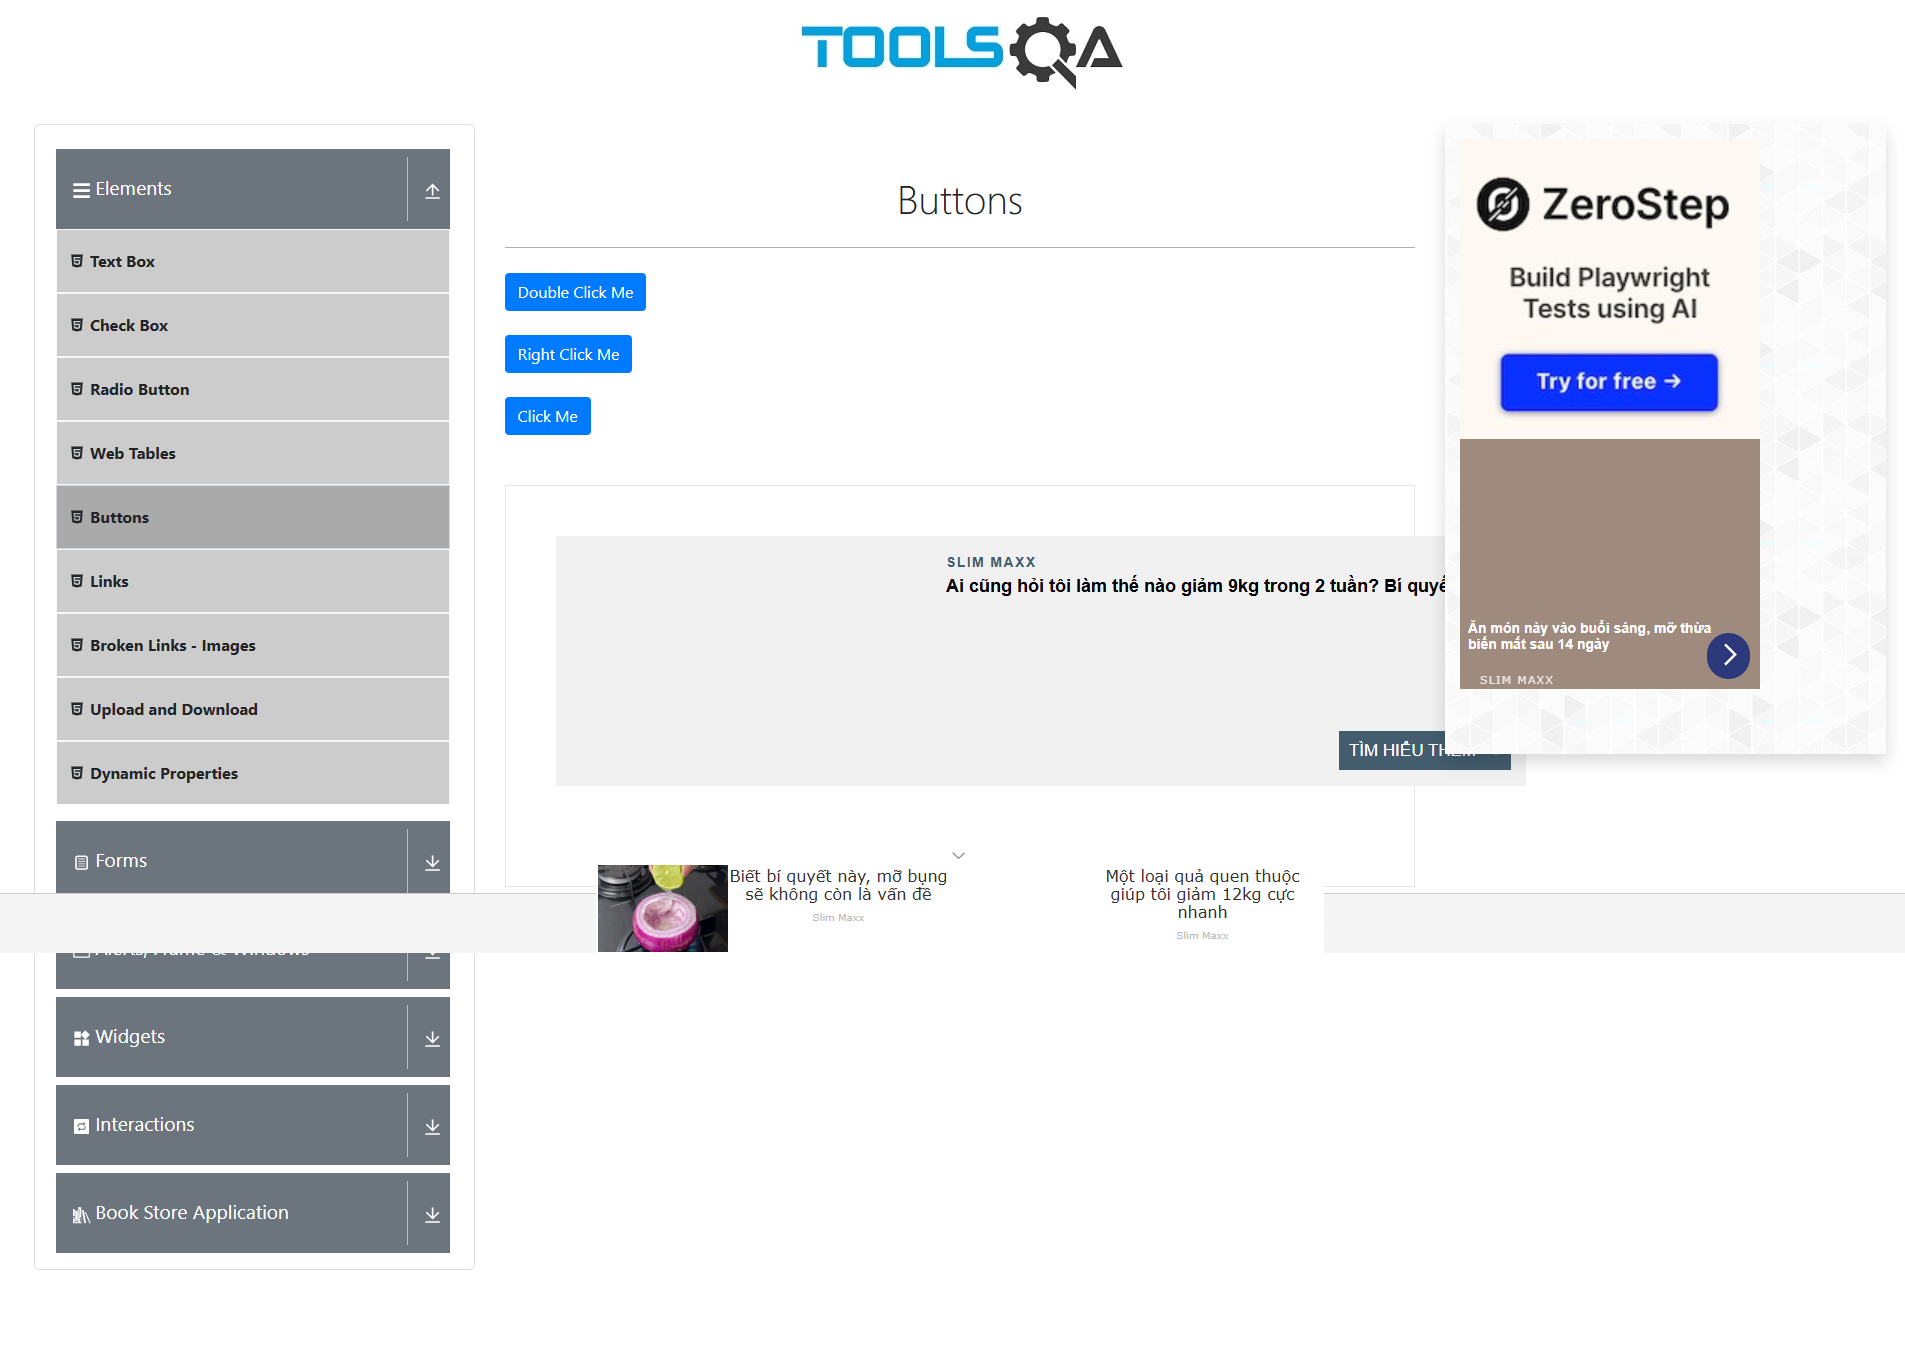 TOOLSQA
Elements
Text Box
Check Box
Radio Button
Web Tables
Buttons
Links
Broken Links - Images
Upload and Download
Dynamic Properties
Forms
Alerts, Frame & Windows
Widgets
Interactions
Book Store Application
Buttons
Double Click Me
Right Click Me
Click Me
SLIM MAXX
Ai cũng hỏi tôi làm thế nào giảm 9kg trong 2 tuần? Bí quyế
TÌM HIỂU THÊM
Biết bí quyết này, mỡ bụng
sẽ không còn là vấn đề
Slim Maxx
Một loại quả quen thuộc
giúp tôi giảm 12kg cực
nhanh
Slim Maxx
ZeroStep
Build Playwright
Tests using AI
Try for free →
Ăn món này vào buổi sáng, mỡ thừa
biến mất sau 14 ngày
SLIM MAXX